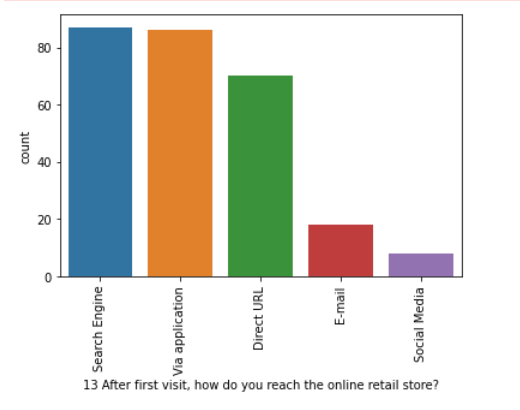 80
60
40
20
0
count
Search Engine
Via application
Direct URL
E-mail
Social Media
13 After first visit, how do you reach the online retail store?